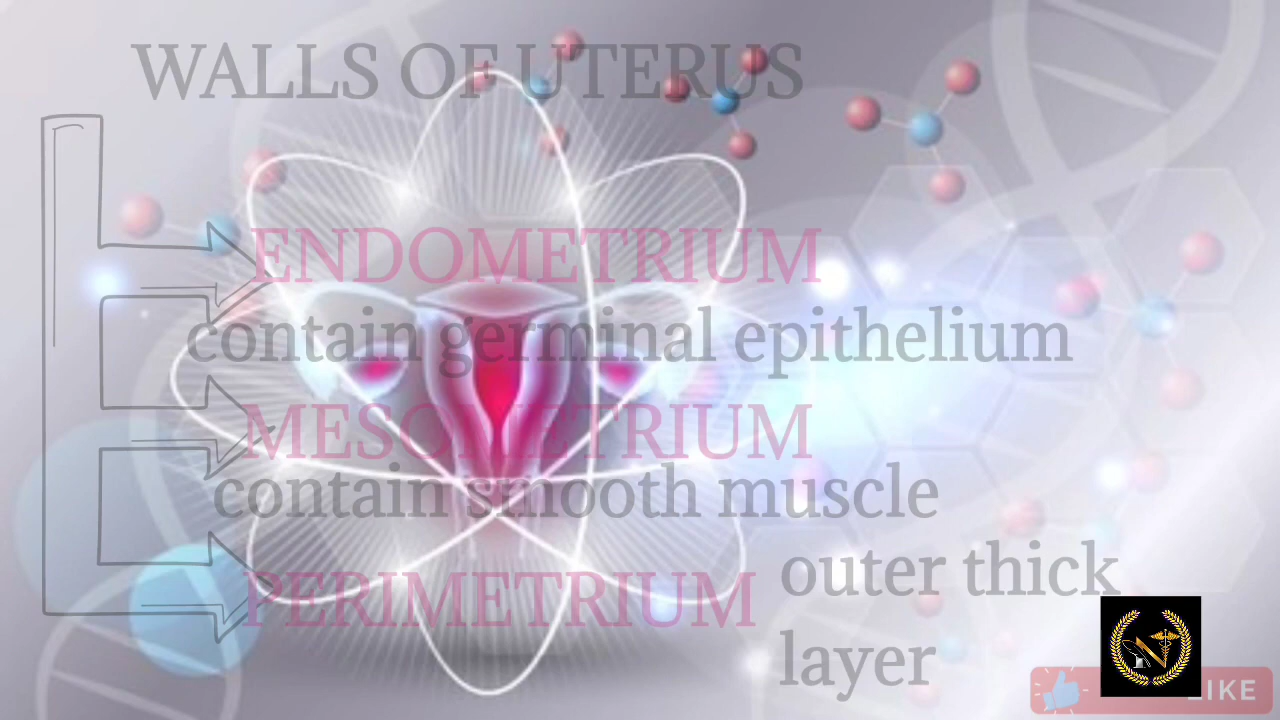 WALLS OF UTERUS
ENDOMETRIUM
contain germinal epithelium
MESOMETRIUM
contain smooth muscle
PERIMETRIUM
outer thick
layer
LIKE